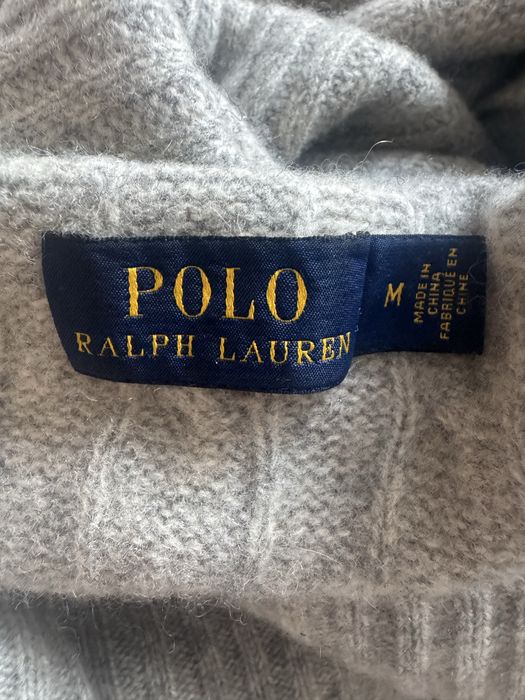 POLO
RALPH LAUREN
M
MADE IN
CHINA
FABRIQUÉ EN
CHINE